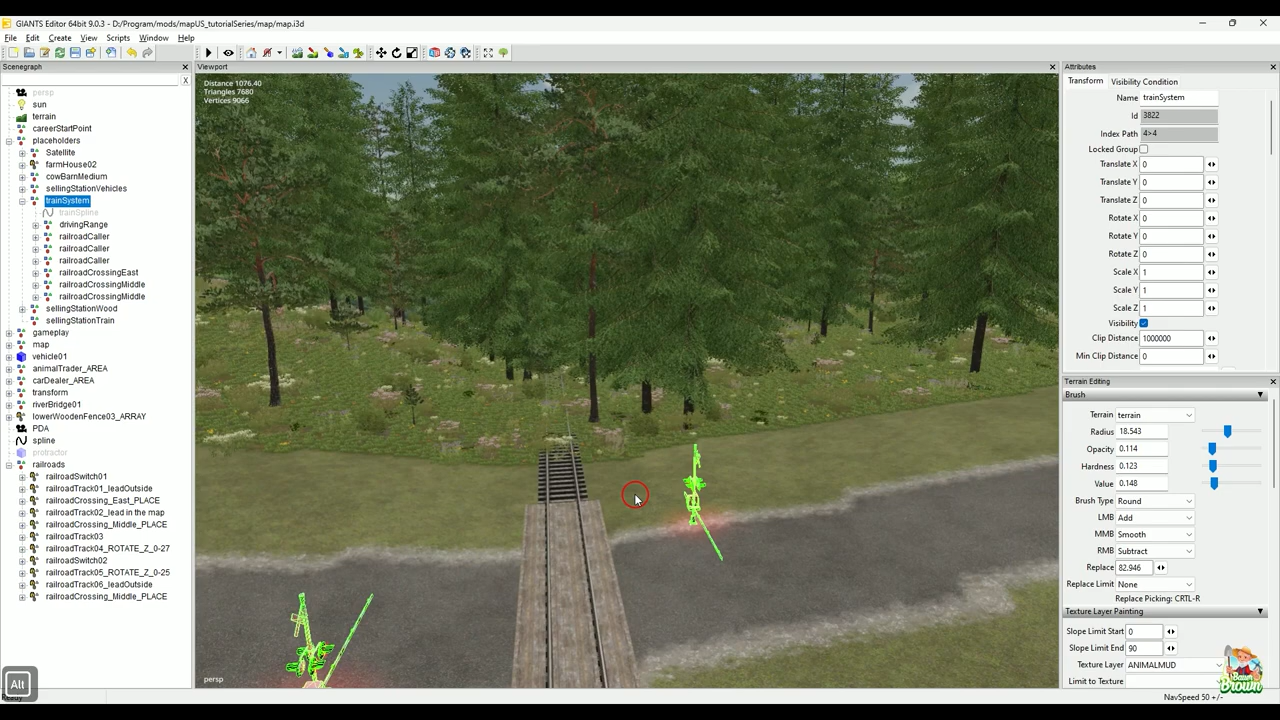 GIANTS Editor 64bit 9.0.3 - D:/Program/mods/mapUS_tutorialSeries/map/map.i3d
File Edit Create View Scripts Window Help
Scenegraph
X
persp
sun
terrain
careerStartPoint
placeholders
Satellite
farmHouse02
cowBarnMedium
sellingStationVehicles
trainSystem
trainSpline
drivingRange
railroadCaller
railroadCaller
railroadCaller
railroadCrossingEast
railroadCrossingMiddle
railroadCrossingMiddle
sellingStationWood
sellingStationTrain
gameplay
map
vehicle01
animalTrader_AREA
carDealer_AREA
transform
riverBridge01
lowerWoodenFence03_ARRAY
PDA
spline
protractor
railroads
railroadSwitch01
railroadTrack01_leadOutside
railroadCrossing_East_PLACE
railroadTrack02_lead in the map
railroadCrossing_Middle_PLACE
railroadTrack03
railroadTrack04_ROTATE_Z_0-27
railroadSwitch02
railroadTrack05_ROTATE_Z_0-25
railroadTrack06_leadOutside
railroadCrossing_Middle_PLACE
Alt
Ready
Viewport
Distance 1076.40
Triangles 7680
Vertices 9066
persp
Attributes
Transform Visibility Condition
Name trainSystem
Id 3822
Index Path 4>4
Locked Group
Translate X 0
Translate Y 0
Translate Z 0
Rotate X 0
Rotate Y 0
Rotate Z 0
Scale X 1
Scale Y 1
Scale Z 1
Visibility
Clip Distance 1000000
Min Clip Distance 0
Terrain Editing
Brush
Terrain terrain
Radius 18.543
Opacity 0.114
Hardness 0.123
Value 0.148
Brush Type Round
LMB Add
MMB Smooth
RMB Subtract
Replace 82.946
Replace Limit None
Replace Picking: CRTL-R
Texture Layer Painting
Slope Limit Start 0
Slope Limit End 90
Texture Layer ANIMALMUD
Limit to Texture
Brown
NavSpeed 50 +/-